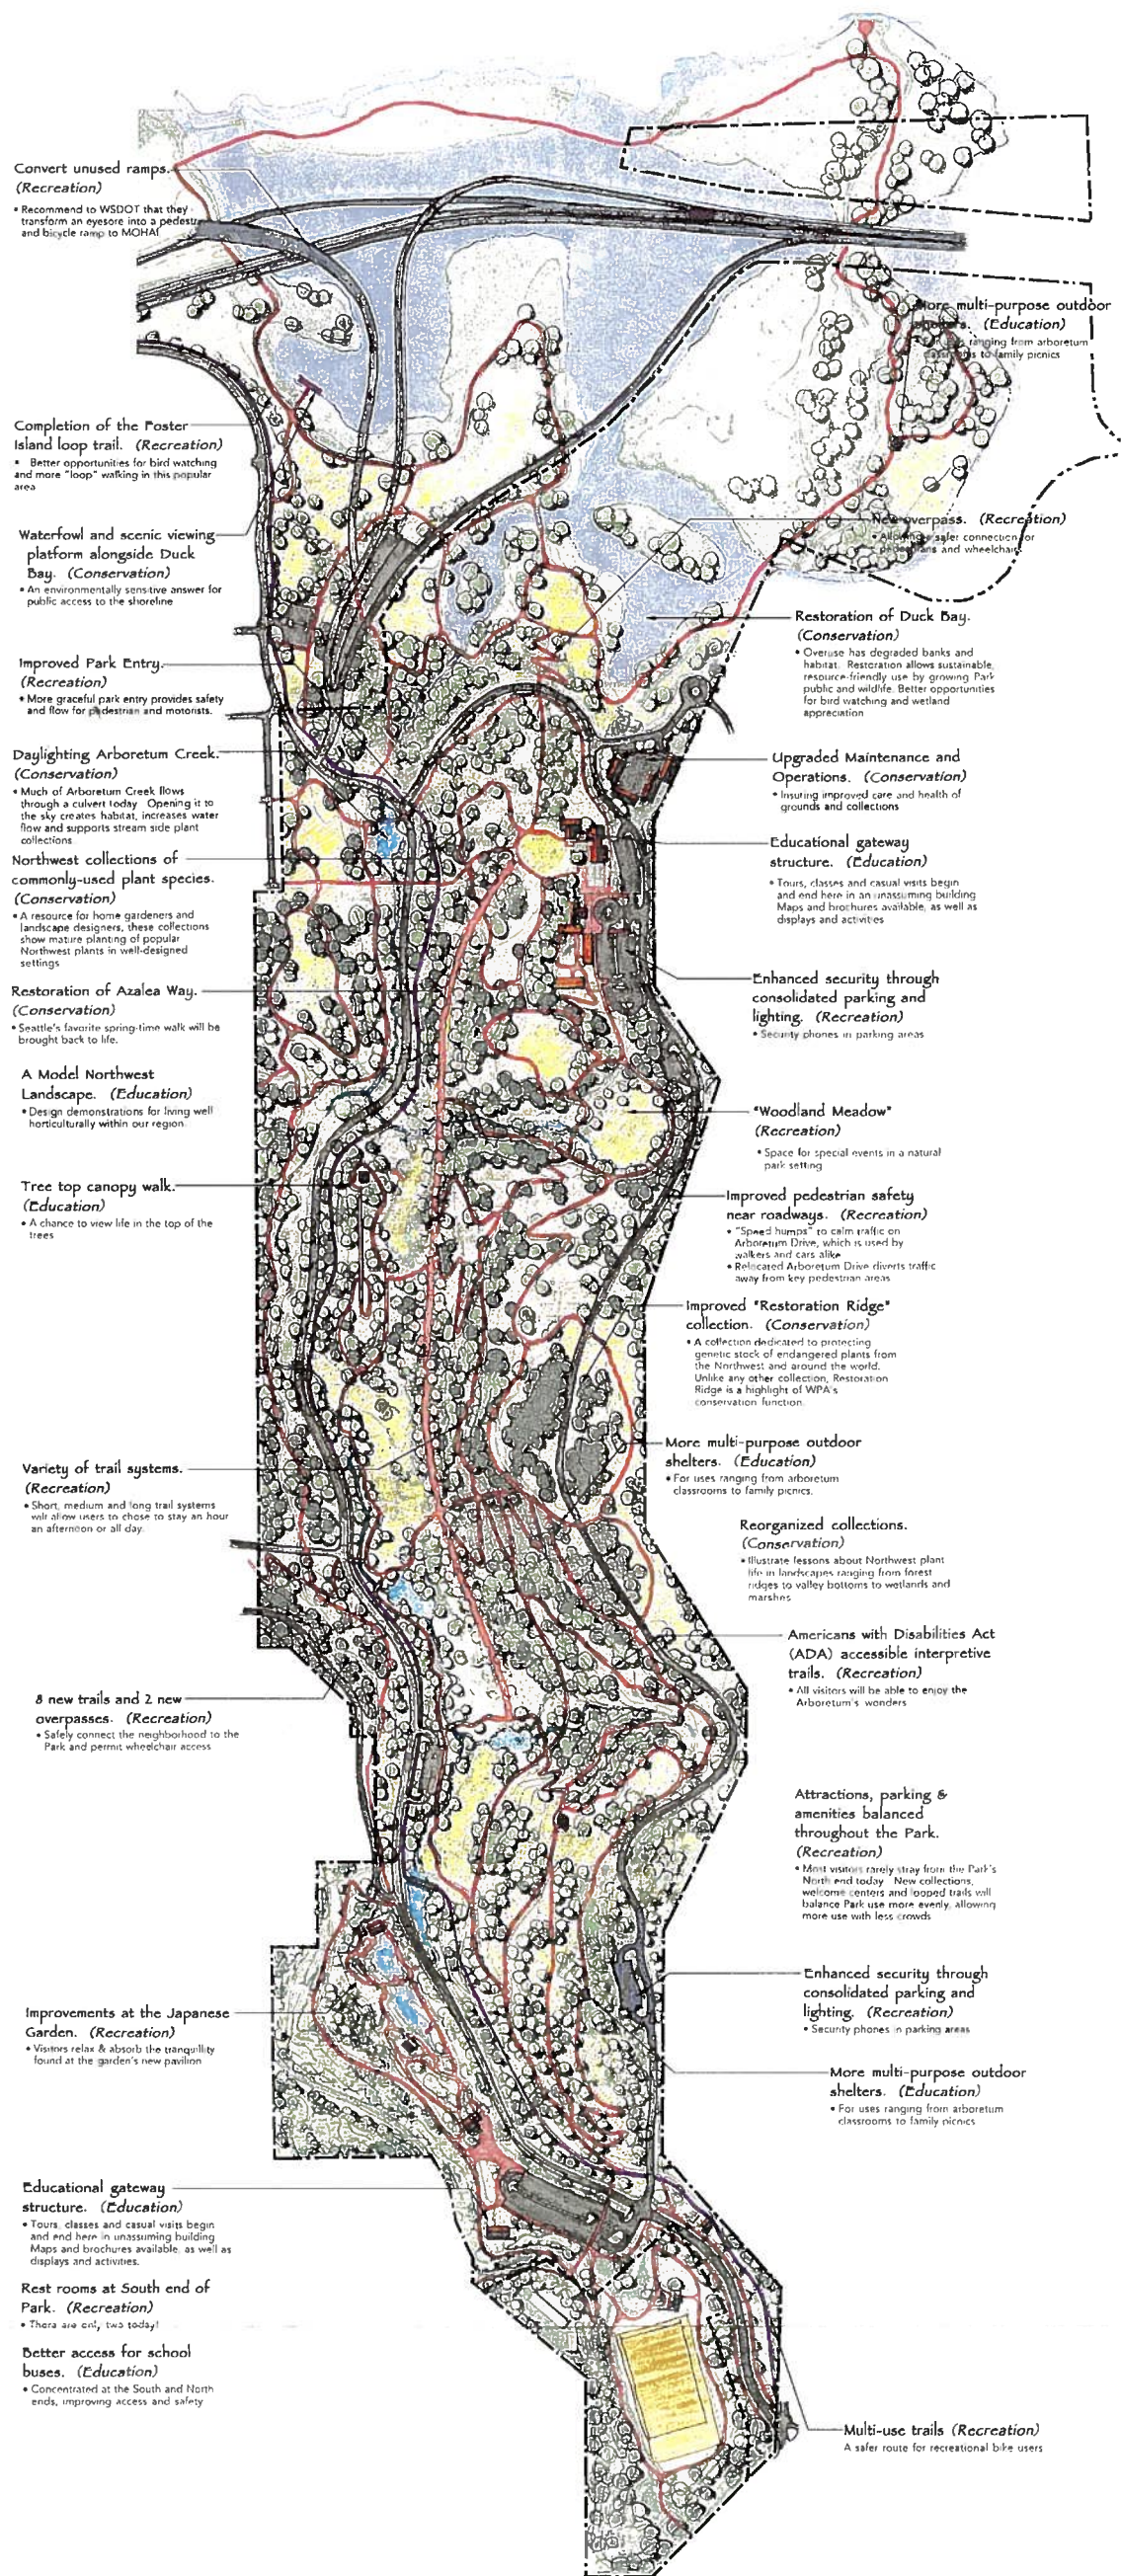 Convert unused ramps.
(Recreation)
• Recommend to WSDOT that they
transform an eyesore into a pedestr
and bicycle ramp to MOHAI
Completion of the Foster
Island loop trail. (Recreation)
• Better opportunities for bird watching
and more "loop" walking in this popular
area
Waterfowl and scenic viewing
platform alongside Duck
Bay. (Conservation)
• An environmentally sensitive answer for
public access to the shoreline
Improved Park Entry.
(Recreation)
• More graceful park entry provides safety
and flow for pedestrian and motorists.
Daylighting Arboretum Creek.
(Conservation)
• Much of Arboretum Creek flows
through a culvert today Opening it to
the sky creates habitat, increases water
flow and supports stream side plant
collections
Northwest collections of
commonly-used plant species.
(Conservation)
• A resource for home gardeners and
landscape designers, these collections
show mature planting of popular
Northwest plants in well-designed
settings
Restoration of Azalea Way.
(Conservation)
• Seattle's favorite spring-time walk will be
brought back to life.
A Model Northwest
Landscape. (Education)
• Design demonstrations for living well
horticulturally within our region.
Tree top canopy walk.
(Education)
• A chance to view life in the top of the
trees
Variety of trail systems.
(Recreation)
• Short, medium and long trail systems
will allow users to chose to stay an hour
an afternoon or all day.
8 new trails and 2 new
overpasses. (Recreation)
• Safely connect the neighborhood to the
Park and permit wheelchair access
Improvements at the Japanese
Garden. (Recreation)
• Visitors relax & absorb the tranquility
found at the garden's new pavilion
Educational gateway
structure. (Education)
• Tours, classes and casual visits begin
and end here in unassuming building
Maps and brochures available, as well as
displays and activities.
Rest rooms at South end of
Park. (Recreation)
• There are only two today!
Better access for school
buses. (Education)
• Concentrated at the South and North
ends, improving access and safety
More multi-purpose outdoor
shelters. (Education)
• For uses ranging from arboretum
classrooms to family picnics
New overpass. (Recreation)
• Allowing a safer connection for
pedestrians and wheelchairs
Restoration of Duck Bay.
(Conservation)
• Overuse has degraded banks and
habitat. Restoration allows sustainable,
resource-friendly use by growing Park
public and wildlife. Better opportunities
for bird watching and wetland
appreciation
Upgraded Maintenance and
Operations. (Conservation)
• Insuring improved care and health of
grounds and collections
Educational gateway
structure. (Education)
• Tours, classes and casual visits begin
and end here in an unassuming building
Maps and brochures available, as well as
displays and activities
Enhanced security through
consolidated parking and
lighting. (Recreation)
• Security phones in parking areas
"Woodland Meadow"
(Recreation)
• Space for special events in a natural
park setting
Improved pedestrian safety
near roadways. (Recreation)
• "Speed humps" to calm traffic on
Arboretum Drive, which is used by
walkers and cars alike
• Relocated Arboretum Drive diverts traffic
away from key pedestrian areas
Improved "Restoration Ridge"
collection. (Conservation)
• A collection dedicated to protecting
genetic stock of endangered plants from
the Northwest and around the world.
Unlike any other collection, Restoration
Ridge is a highlight of WPA's
conservation function.
More multi-purpose outdoor
shelters. (Education)
• For uses ranging from arboretum
classrooms to family picnics.
Reorganized collections.
(Conservation)
• Illustrate lessons about Northwest plant
life in landscapes ranging from forest
ridges to valley bottoms to wetlands and
marshes
Americans with Disabilities Act
(ADA) accessible interpretive
trails. (Recreation)
• All visitors will be able to enjoy the
Arboretum's wonders
Attractions, parking &
amenities balanced
throughout the Park.
(Recreation)
• Most visitors rarely stray from the Park's
North end today New collections,
welcome centers and looped trails will
balance Park use more evenly, allowing
more use with less crowds
Enhanced security through
consolidated parking and
lighting. (Recreation)
• Security phones in parking areas
More multi-purpose outdoor
shelters. (Education)
• For uses ranging from arboretum
classrooms to family picnics
Multi-use trails (Recreation)
A safer route for recreational bike users